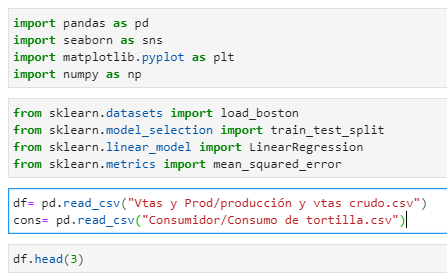 import pandas as pd
import seaborn as sns
import matplotlib.pyplot as plt
import numpy as np
from sklearn.datasets import load_boston
from sklearn.model_selection import train_test_split
from sklearn.linear_model import LinearRegression
from sklearn.metrics import mean_squared_error
df= pd.read_csv("Vtas y Prod/producción y vtas crudo.csv")
cons= pd.read_csv("Consumidor/Consumo de tortilla.csv")
df.head(3)